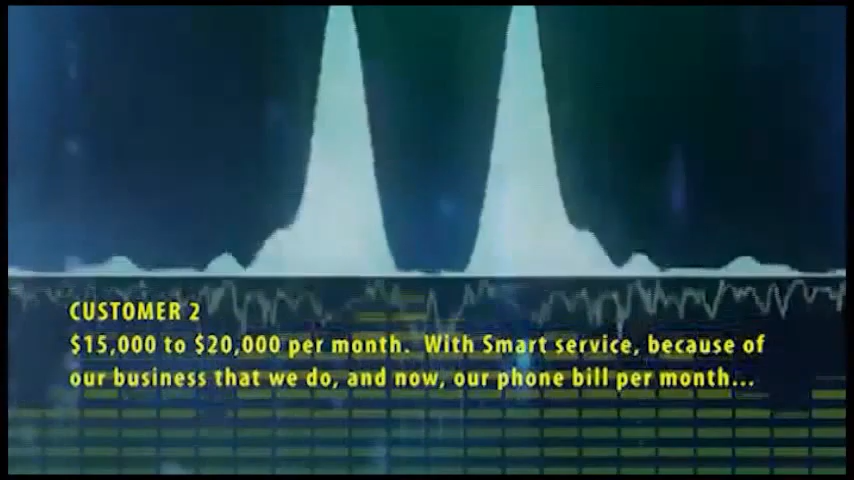 CUSTOMER 2
$15,000 to $20,000 per month.  With Smart service, because of
our business that we do, and now, our phone bill per month...